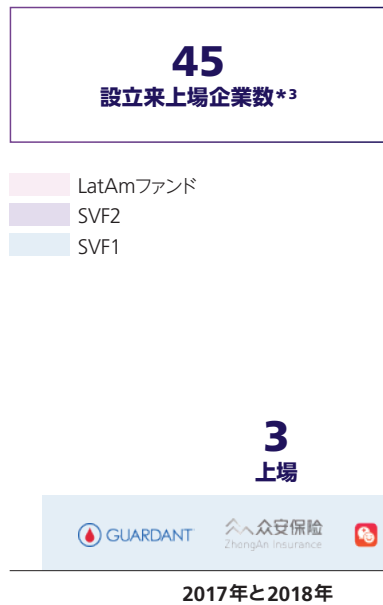 45
設立来上場企業数*3
LatAmファンド
SVF2
SVF1
3
上場
GUARDANT
众安保险
ZhongAn Insurance
2017年と2018年